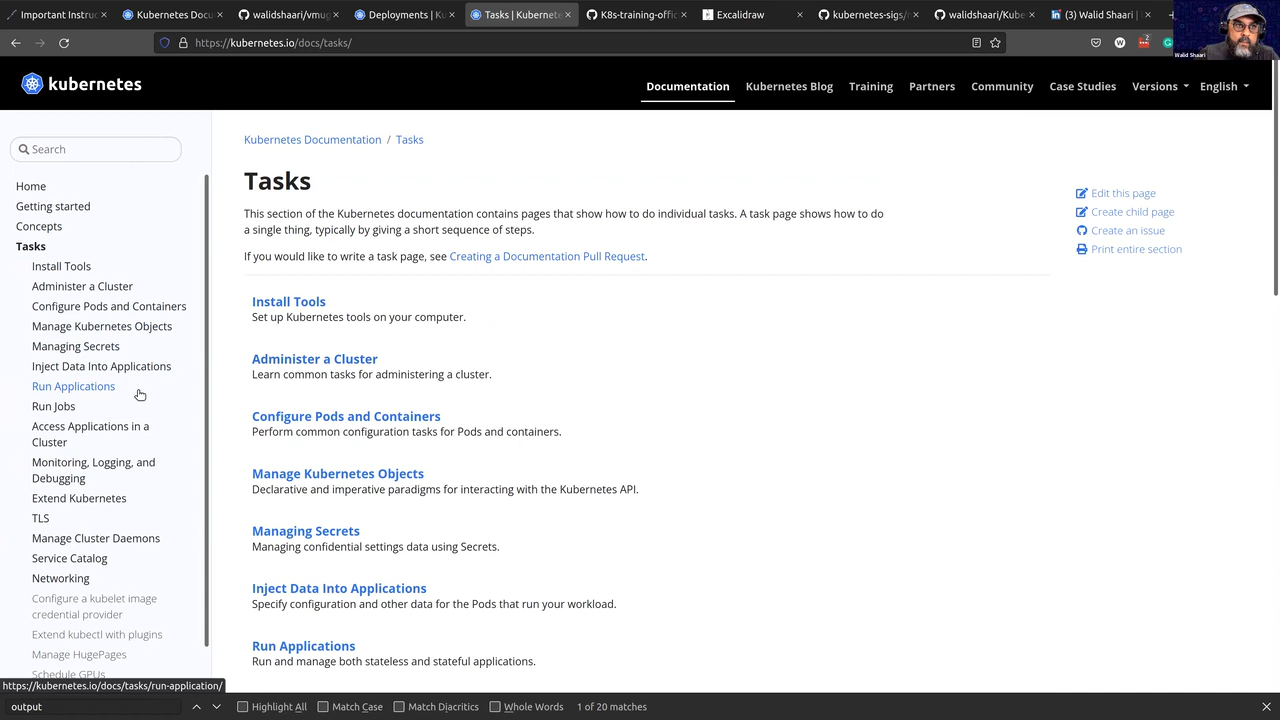 Important Instruc
Kubernetes Docu
walidshaari/vmug
Deployments | Ku
Tasks | Kubernete
K8s-training-offic
Excalidraw
kubernetes-sigs/
walidshaari/Kube
(3) Walid Shaari |
https://kubernetes.io/docs/tasks/
Walid Shaari
kubernetes
Documentation
Kubernetes Blog
Training
Partners
Community
Case Studies
Versions
English
Search
Home
Getting started
Concepts
Tasks
Install Tools
Administer a Cluster
Configure Pods and Containers
Manage Kubernetes Objects
Managing Secrets
Inject Data Into Applications
Run Applications
Run Jobs
Access Applications in a
Cluster
Monitoring, Logging, and
Debugging
Extend Kubernetes
TLS
Manage Cluster Daemons
Service Catalog
Networking
Configure a kubelet image
credential provider
Extend kubectl with plugins
Manage HugePages
Schedule GPUs
Kubernetes Documentation / Tasks
Tasks
This section of the Kubernetes documentation contains pages that show how to do individual tasks. A task page shows how to do
a single thing, typically by giving a short sequence of steps.
If you would like to write a task page, see Creating a Documentation Pull Request.
Install Tools
Set up Kubernetes tools on your computer.
Administer a Cluster
Learn common tasks for administering a cluster.
Configure Pods and Containers
Perform common configuration tasks for Pods and containers.
Manage Kubernetes Objects
Declarative and imperative paradigms for interacting with the Kubernetes API.
Managing Secrets
Managing confidential settings data using Secrets.
Inject Data Into Applications
Specify configuration and other data for the Pods that run your workload.
Run Applications
Run and manage both stateless and stateful applications.
Edit this page
Create child page
Create an issue
Print entire section
https://kubernetes.io/docs/tasks/run-application/
output
Highlight All
Match Case
Match Diacritics
Whole Words
1 of 20 matches